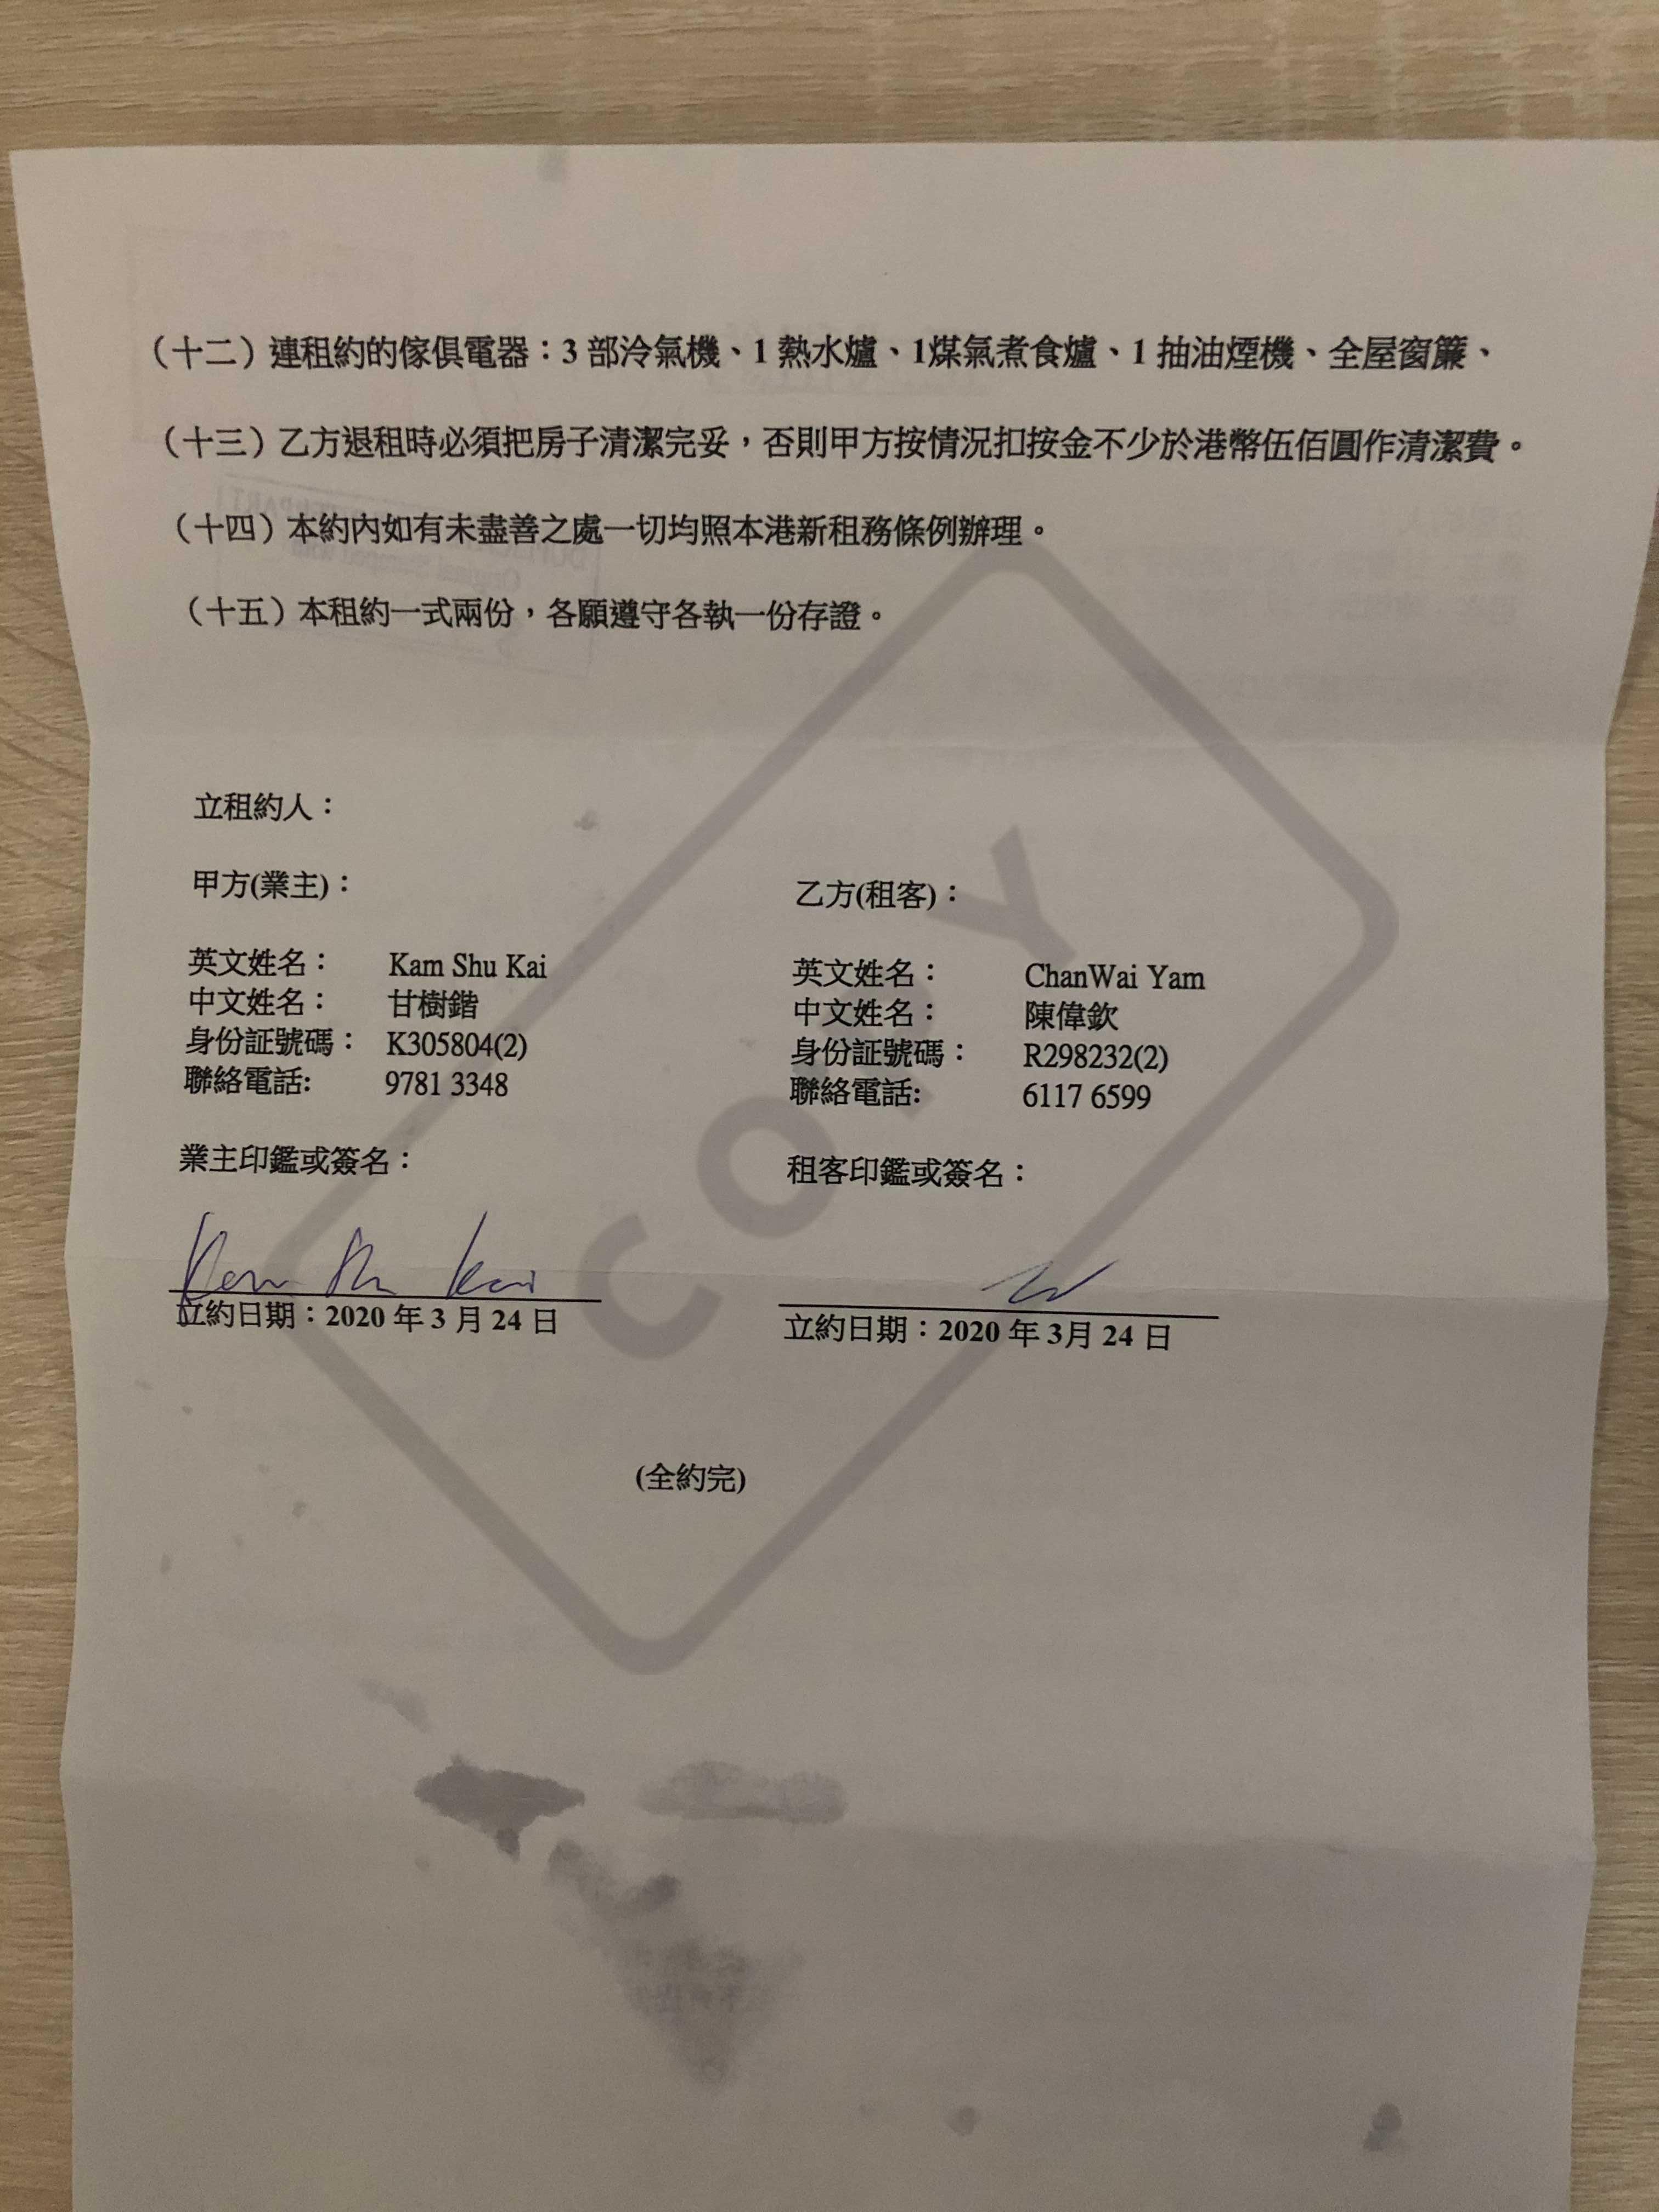 （十二）連租約的傢俱電器：3 部冷氣機、1 熱水爐、1煤氣煮食爐、1 抽油煙機、全屋窗簾、
（十三）乙方退租時必須把房子清潔完妥，否則甲方按情況扣按金不少於港幣伍佰圓作清潔費。
（十四）本約內如有未盡善之處一切均照本港新租務條例辦理。
（十五）本租約一式兩份，各願遵守各執一份存證。
立租約人：
甲方(業主)：
英文姓名： Kam Shu Kai
中文姓名： 甘樹鍇
身份証號碼： K305804(2)
聯絡電話: 9781 3348
業主印鑑或簽名：
Kam Shu Kai
立約日期：2020 年 3 月 24 日
乙方(租客)：
英文姓名： ChanWai Yam
中文姓名： 陳偉欽
身份証號碼： R298232(2)
聯絡電話: 6117 6599
租客印鑑或簽名：
立約日期：2020 年 3月 24 日
(全約完)
COPY